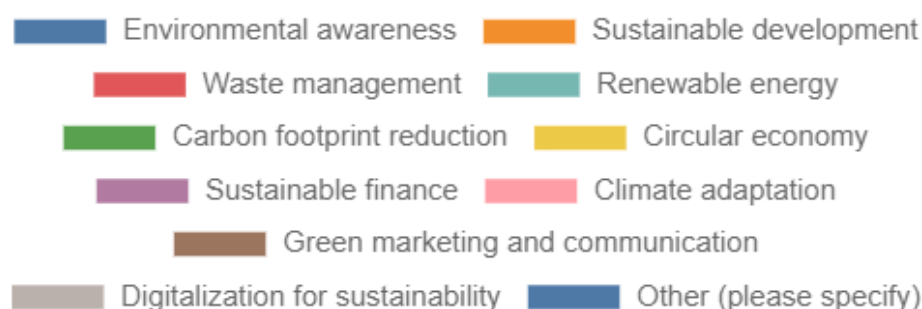 Environmental awareness Sustainable development
Waste management Renewable energy
Carbon footprint reduction Circular economy
Sustainable finance Climate adaptation
Green marketing and communication
Digitalization for sustainability Other (please specify)